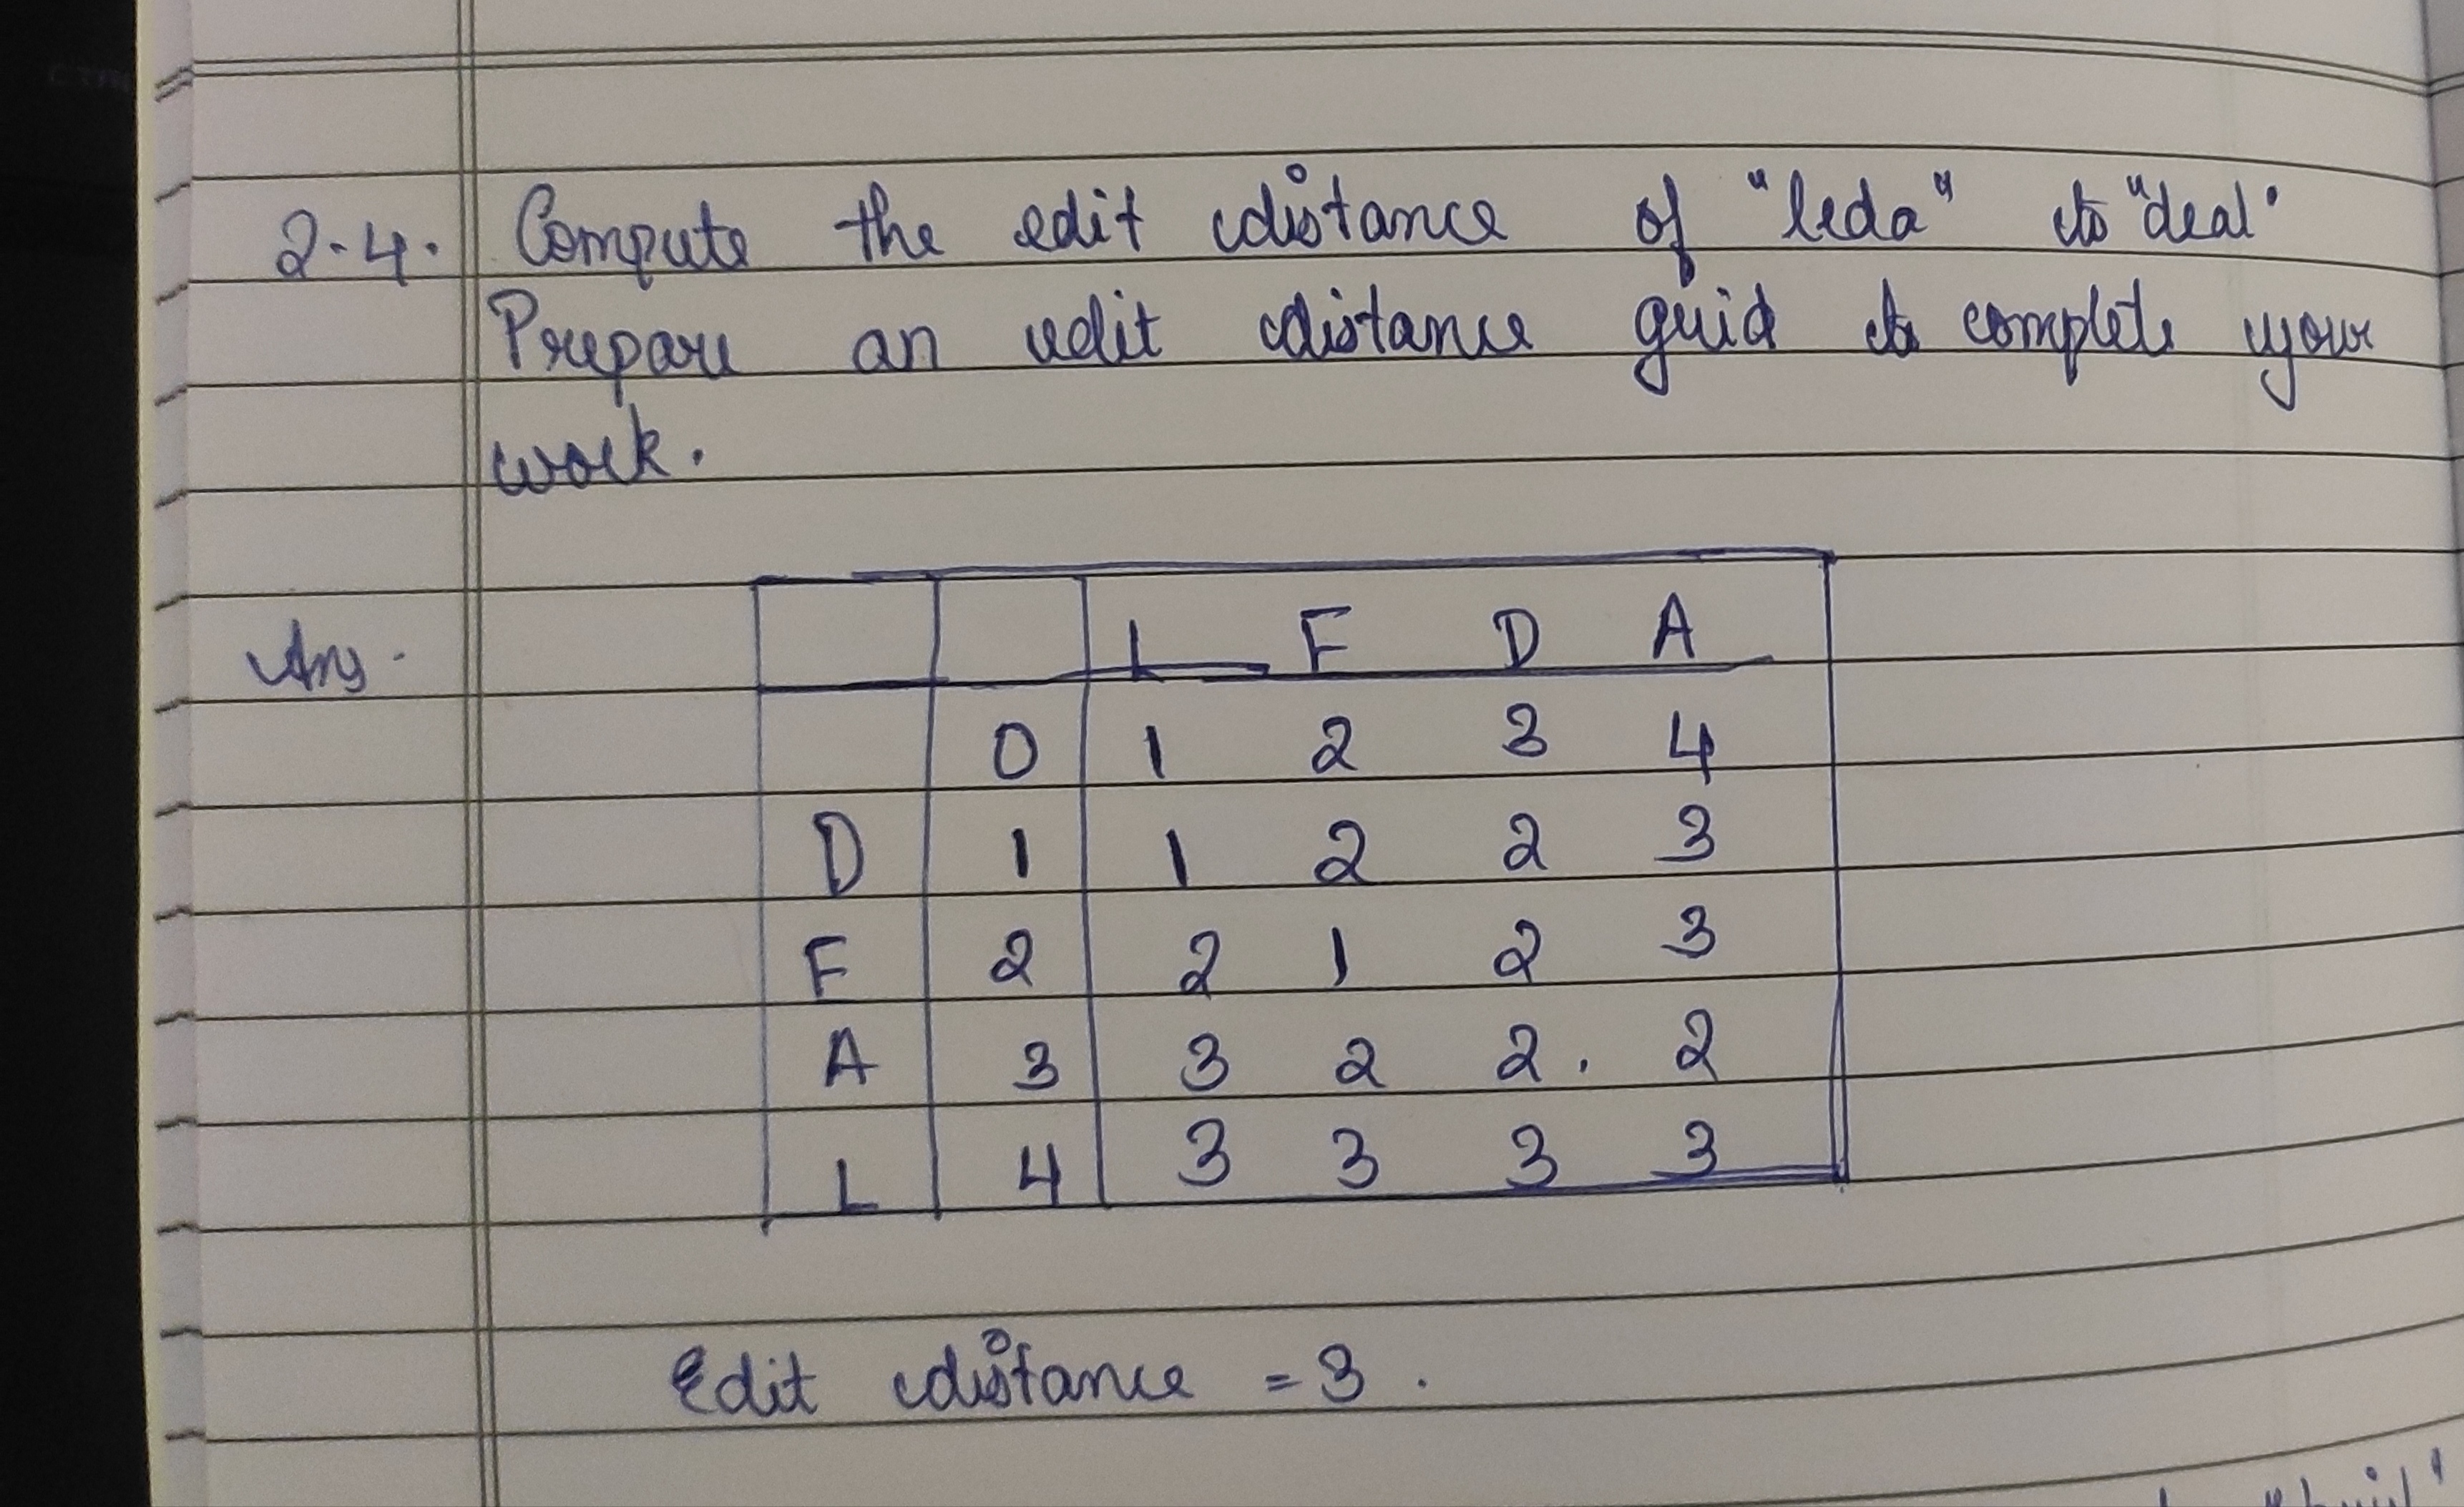 2.4. Compute the edit distance of "leda" to "deal"
Prepare an edit distance guid to complete your
work.
Ans.
L E D A
0 1 2 3 4
D 1 1 2 2 3
E 2 2 1 2 3
A 3 3 2 2. 2
L 4 3 3 3 3
Edit distance = 3.